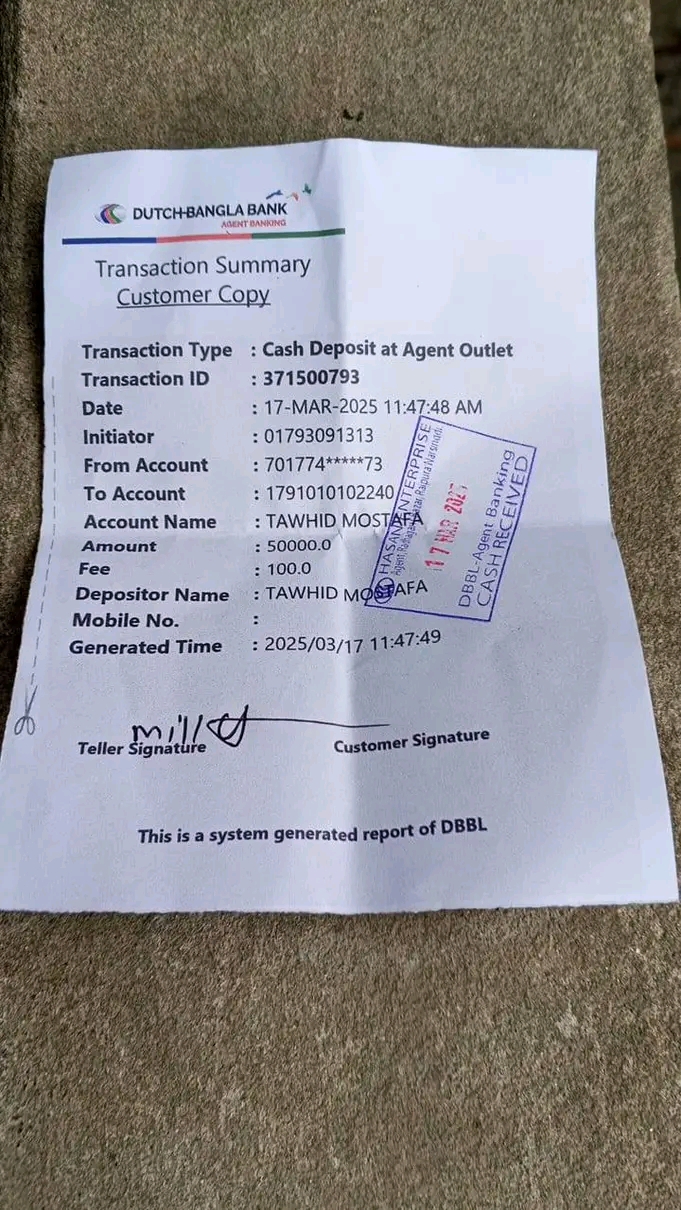 DUTCH-BANGLA BANK
AGENT BANKING
Transaction Summary
Customer Copy
Transaction Type : Cash Deposit at Agent Outlet
Transaction ID : 371500793
Date : 17-MAR-2025 11:47:48 AM
Initiator : 01793091313
From Account : 701774*****73
To Account : 1791010102240
Account Name : TAWHID MOSTAFA
Amount : 50000.0
Fee : 100.0
Depositor Name : TAWHID MOSTAFA
Mobile No. :
Generated Time : 2025/03/17 11:47:49
HASAN ENTERPRISE
Raipura Narsingdi
17 MAR 2025
DBBL-Agent Banking
CASH RECEIVED
Teller Signature Customer Signature
This is a system generated report of DBBL